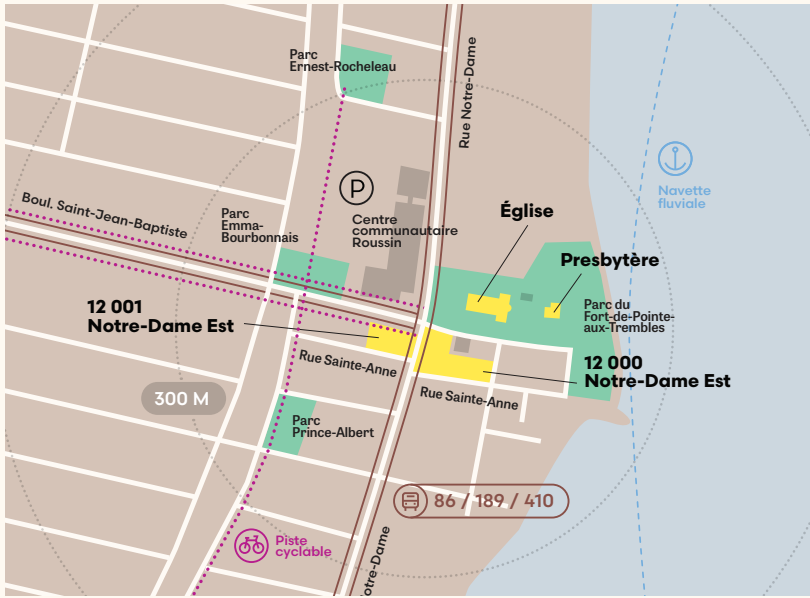 Parc
Ernest-Rocheleau
Rue Notre-Dame
P
Navette
fluviale
Boul. Saint-Jean-Baptiste
Parc
Emma-
Bourbonnais
Centre
communautaire
Roussin
Église
Presbytère
12 001
Notre-Dame Est
Parc du
Fort-de-Pointe-
aux-Trembles
Rue Sainte-Anne
12 000
Notre-Dame Est
Rue Sainte-Anne
300 M
Parc
Prince-Albert
86 / 189 / 410
Piste
cyclable
otre-Dame